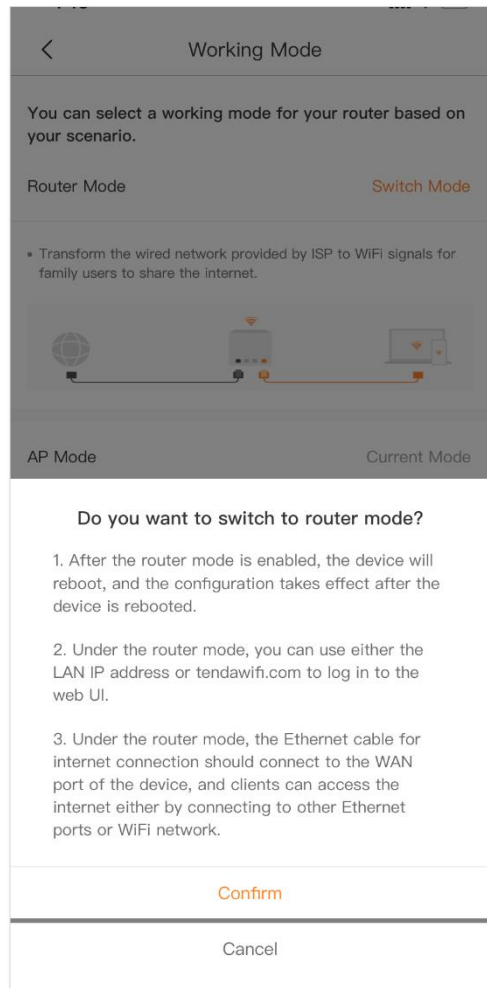 Working Mode
You can select a working mode for your router based on
your scenario.
Router Mode
Switch Mode
• Transform the wired network provided by ISP to WiFi signals for
family users to share the internet.
AP Mode
Current Mode
Do you want to switch to router mode?
1. After the router mode is enabled, the device will
reboot, and the configuration takes effect after the
device is rebooted.
2. Under the router mode, you can use either the
LAN IP address or tendawifi.com to log in to the
web UI.
3. Under the router mode, the Ethernet cable for
internet connection should connect to the WAN
port of the device, and clients can access the
internet either by connecting to other Ethernet
ports or WiFi network.
Confirm
Cancel